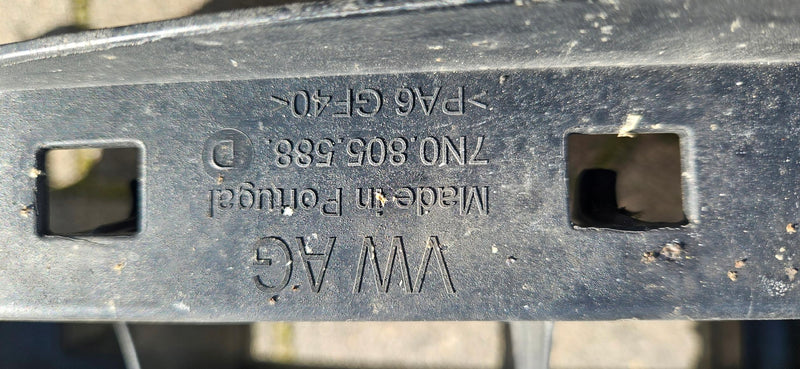 VW AG
Made in Portugal
7N0.805.588. D
>PA6 GF40<